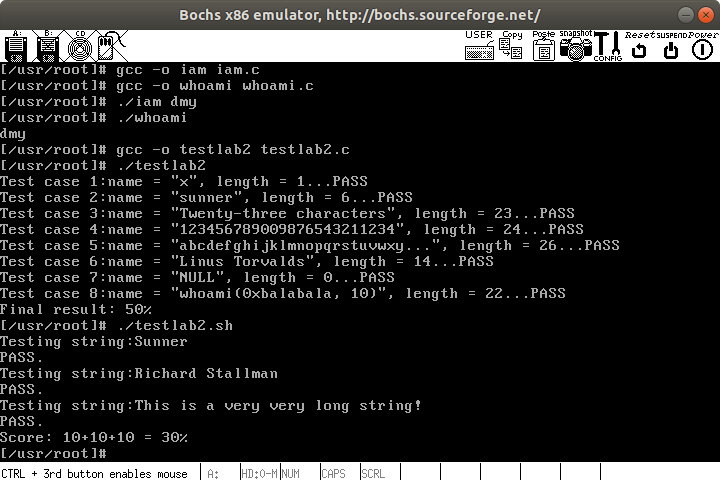 Bochs x86 emulator, http://bochs.sourceforge.net/
A: B: CD USER Copy Paste Snapshot CONFIG Reset SUSPEND Power
[/usr/root]# gcc -o iam iam.c
[/usr/root]# gcc -o whoami whoami.c
[/usr/root]# ./iam dmy
[/usr/root]# ./whoami
dmy
[/usr/root]# gcc -o testlab2 testlab2.c
[/usr/root]# ./testlab2
Test case 1:name = "x", length = 1...PASS
Test case 2:name = "sunner", length = 6...PASS
Test case 3:name = "Twenty-three characters", length = 23...PASS
Test case 4:name = "123456789009876543211234", length = 24...PASS
Test case 5:name = "abcdefghijklmnopqrstuvwxy...", length = 26...PASS
Test case 6:name = "Linus Torvalds", length = 14...PASS
Test case 7:name = "NULL", length = 0...PASS
Test case 8:name = "whoami(0xbalabala, 10)", length = 22...PASS
Final result: 50%
[/usr/root]# ./testlab2.sh
Testing string:Sunner
PASS.
Testing string:Richard Stallman
PASS.
Testing string:This is a very very long string!
PASS.
Score: 10+10+10 = 30%
[/usr/root]#
CTRL + 3rd button enables mouse A: HD:0-M NUM CAPS SCRL